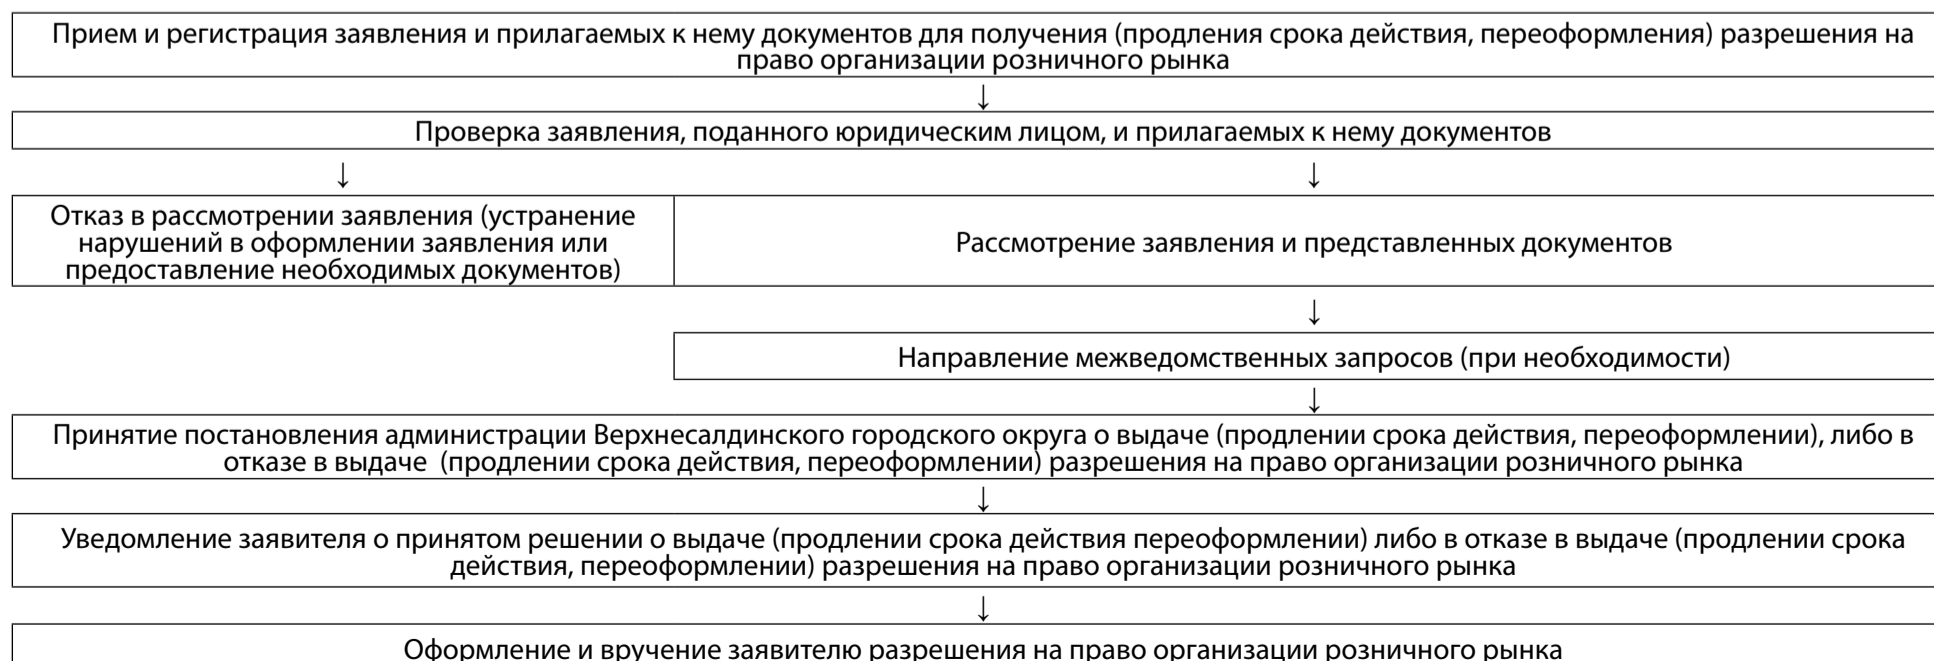 Прием и регистрация заявления и прилагаемых к нему документов для получения (продления срока действия, переоформления) разрешения на
право организации розничного рынка
↓
Проверка заявления, поданного юридическим лицом, и прилагаемых к нему документов
↓ ↓
Отказ в рассмотрении заявления (устранение
нарушений в оформлении заявления или
предоставление необходимых документов)
Рассмотрение заявления и представленных документов
↓
Направление межведомственных запросов (при необходимости)
↓
Принятие постановления администрации Верхнесалдинского городского округа о выдаче (продлении срока действия, переоформлении), либо в
отказе в выдаче (продлении срока действия, переоформлении) разрешения на право организации розничного рынка
↓
Уведомление заявителя о принятом решении о выдаче (продлении срока действия переоформлении) либо в отказе в выдаче (продлении срока
действия, переоформлении) разрешения на право организации розничного рынка
↓
Оформление и вручение заявителю разрешения на право организации розничного рынка